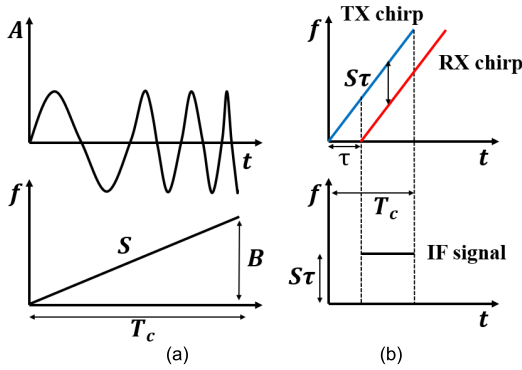 A
t
f
S
B
T_c
(a)
TX chirp
f
RX chirp
Sτ
t
τ
f
T_c
IF signal
Sτ
t
(b)